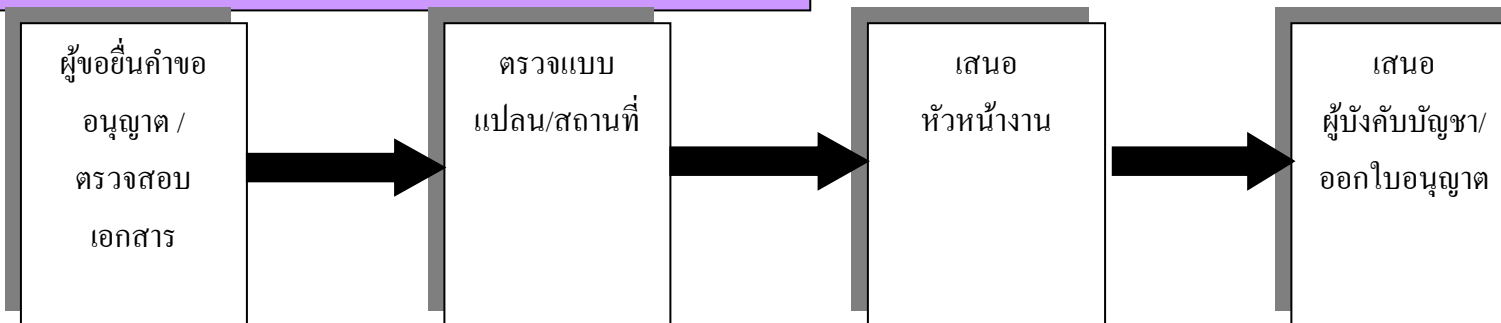 ผู้ขอยื่นคำขอ
อนุญาต /
ตรวจสอบ
เอกสาร
ตรวจแบบ
แปลน/สถานที่
เสนอ
หัวหน้างาน
เสนอ
ผู้บังคับบัญชา/
ออกใบอนุญาต